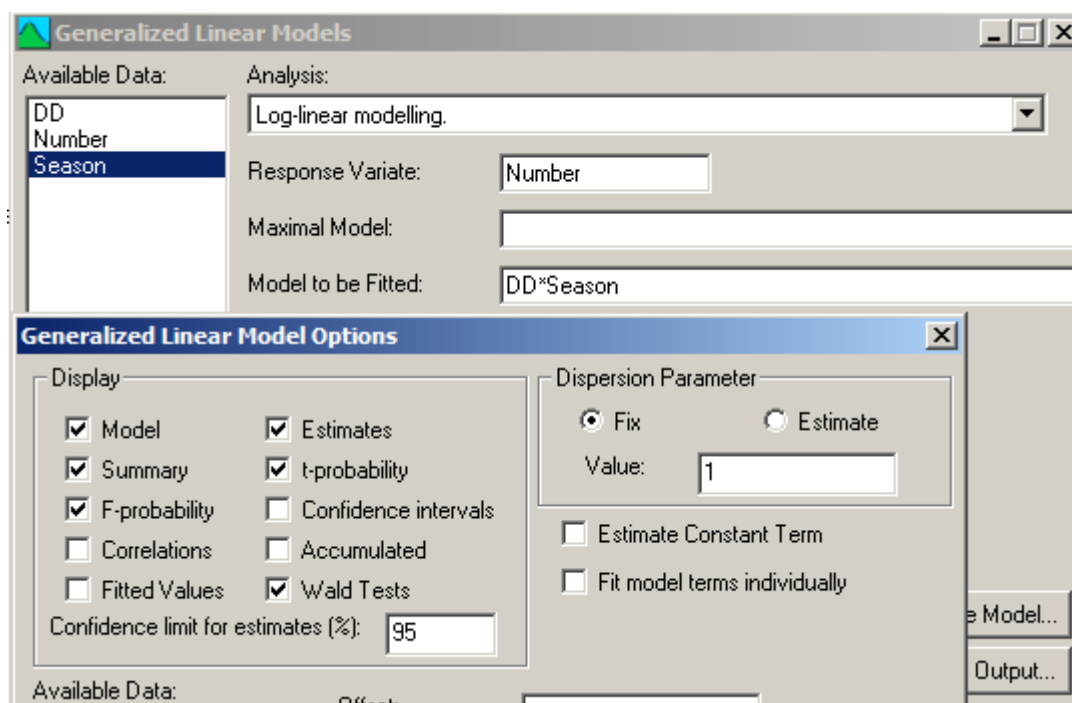 Generalized Linear Models
Available Data:
Analysis:
DD
Number
Season
Log-linear modelling.
Response Variate:
Number
Maximal Model:
Model to be Fitted:
DD*Season
Generalized Linear Model Options
Display
Model
Estimates
Summary
t-probability
F-probability
Confidence intervals
Correlations
Accumulated
Fitted Values
Wald Tests
Confidence limit for estimates (%):
95
Dispersion Parameter
Fix
Estimate
Value:
1
Estimate Constant Term
Fit model terms individually
e Model...
Output...
Available Data:
Offset: